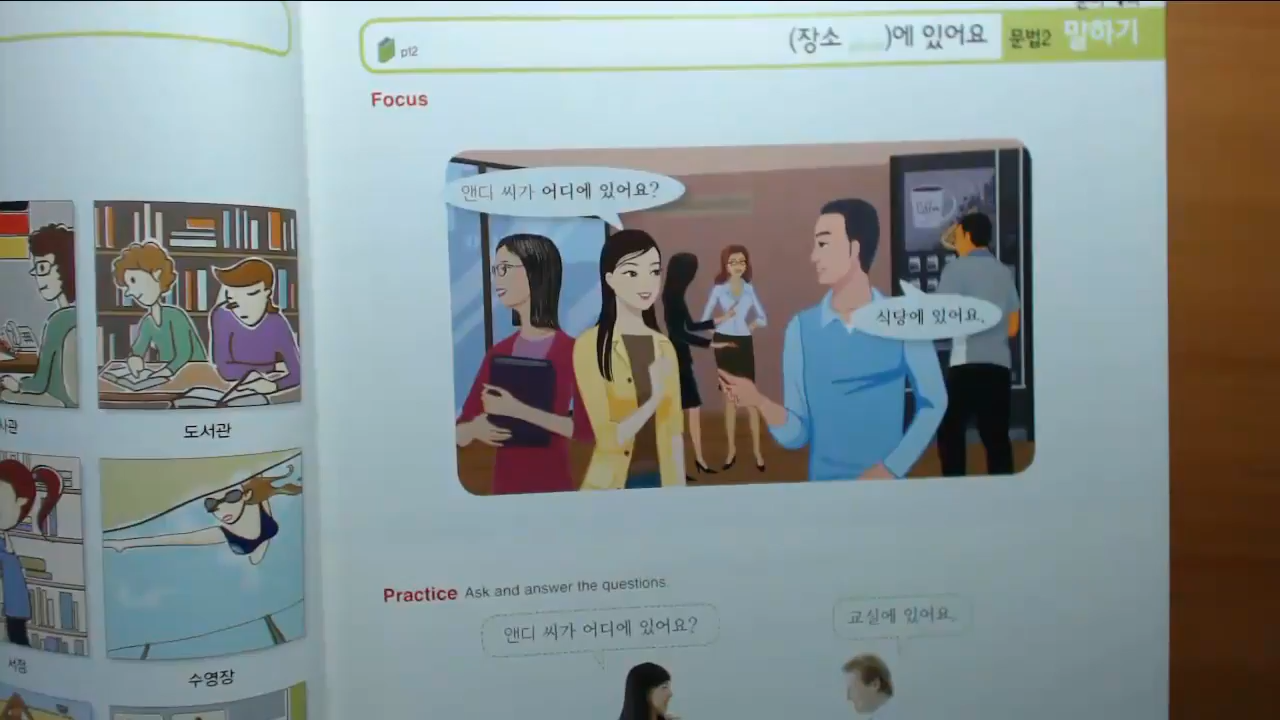 p12
(장소 )에 있어요
문법2
말하기
Focus
앤디 씨가 어디에 있어요?
Coffee
식당에 있어요.
Practice Ask and answer the questions.
앤디 씨가 어디에 있어요?
교실에 있어요.
도서관
서점
수영장